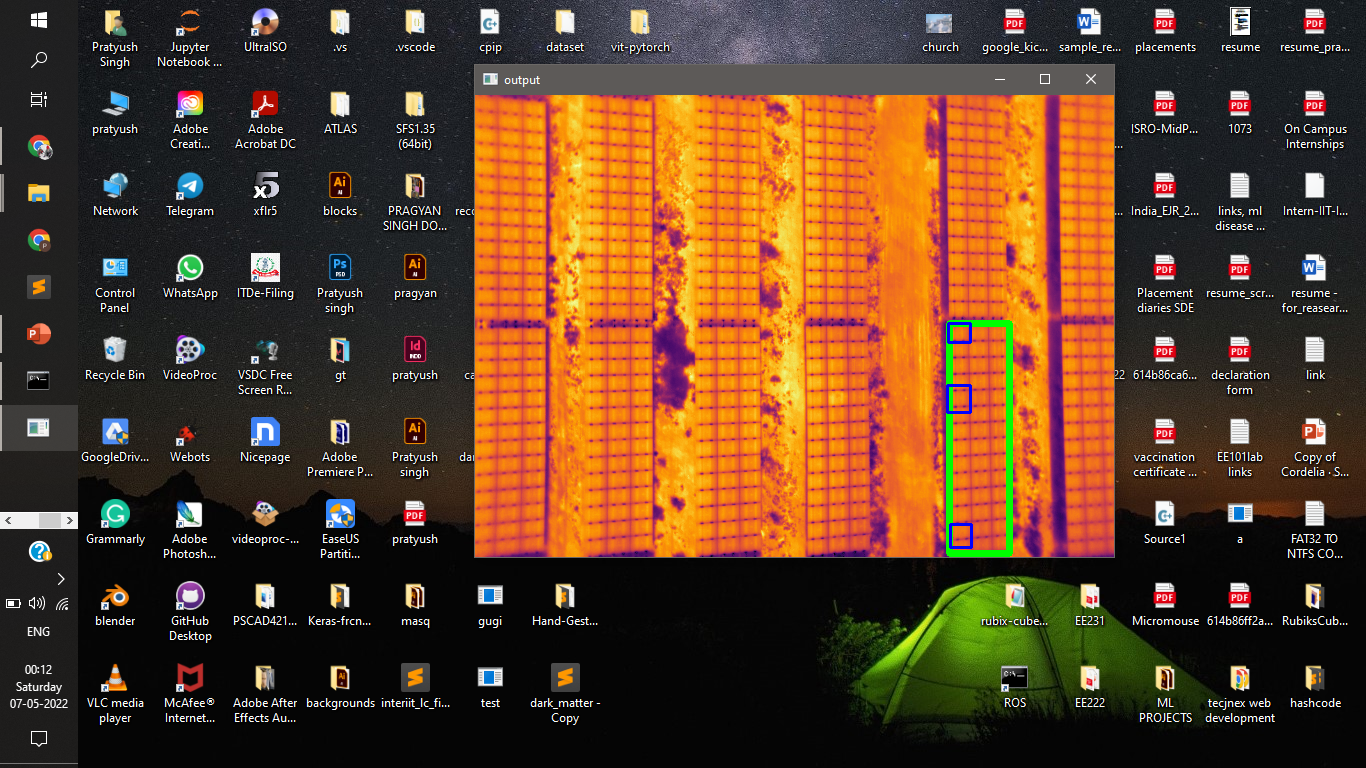 Pratyush
Singh
Jupyter
Notebook ...
UltraISO
.vs
.vscode
cpip
dataset
vit-pytorch
church
google_kic...
sample_re...
placements
resume
resume_pra...
output
pratyush
Adobe
Creati...
Adobe
Acrobat DC
ATLAS
SFS1.35
(64bit)
ISRO-MidP...
1073
On Campus
Internships
Network
Telegram
xflr5
blocks
PRAGYAN
SINGH DO...
India_EJR_2...
links, ml
disease ...
Intern-IIT-I...
Control
Panel
WhatsApp
ITDe-Filing
Pratyush
singh
pragyan
Placement
diaries SDE
resume_scr...
resume -
for_reasear...
Recycle Bin
VideoProc
VSDC Free
Screen R...
gt
pratyush
614b86ca6...
declaration
form
link
GoogleDriv...
Webots
Nicepage
Adobe
Premiere P...
Pratyush
singh
vaccination
certificate ...
EE101lab
links
Copy of
Cordelia · S...
Grammarly
Adobe
Photosh...
videoproc-...
EaseUS
Partiti...
pratyush
Source1
a
FAT32 TO
NTFS CO...
blender
GitHub
Desktop
PSCAD421...
Keras-frcn...
masq
gugi
Hand-Gest...
rubix-cube...
EE231
Micromouse
614b86ff2a...
RubiksCub...
VLC media
player
McAfee®
Internet...
Adobe After
Effects Au...
backgrounds
interiit_lc_fi...
test
dark_matter -
Copy
ROS
EE222
ML
PROJECTS
tecjnex web
development
hashcode
ENG
00:12
Saturday
07-05-2022